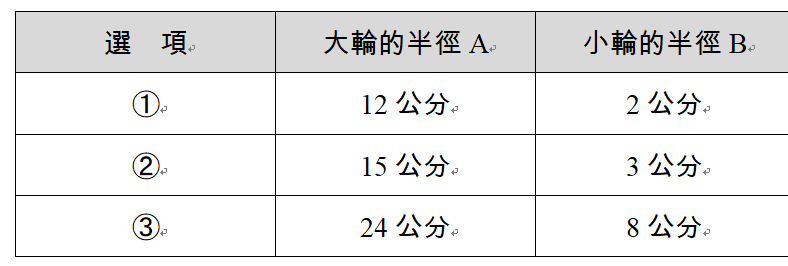 選 項 大輪的半徑 A 小輪的半徑 B
① 12 公分 2 公分
② 15 公分 3 公分
③ 24 公分 8 公分